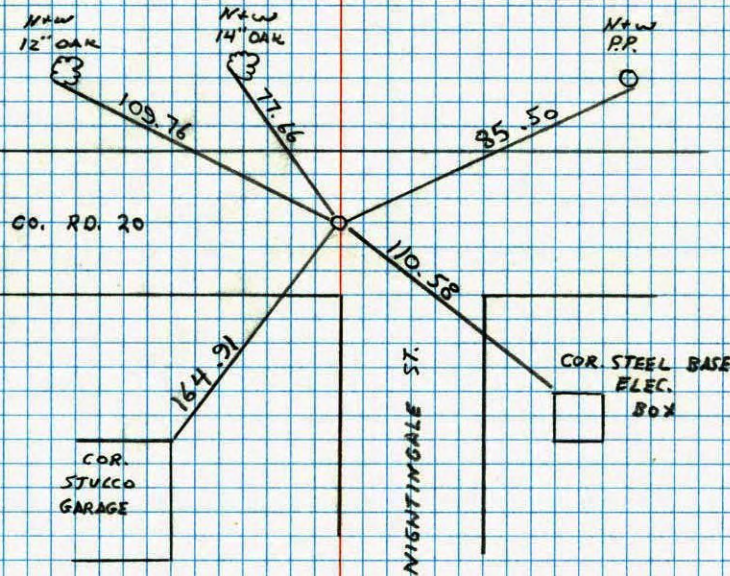 N+W
12" OAK
N+W
14" OAK
N+W
P.P.
109.76
77.66
85.50
CO. RD. 20
110.58
164.91
NIGHTINGALE ST.
COR. STEEL BASE
ELEC.
BOX
COR.
STUCCO
GARAGE